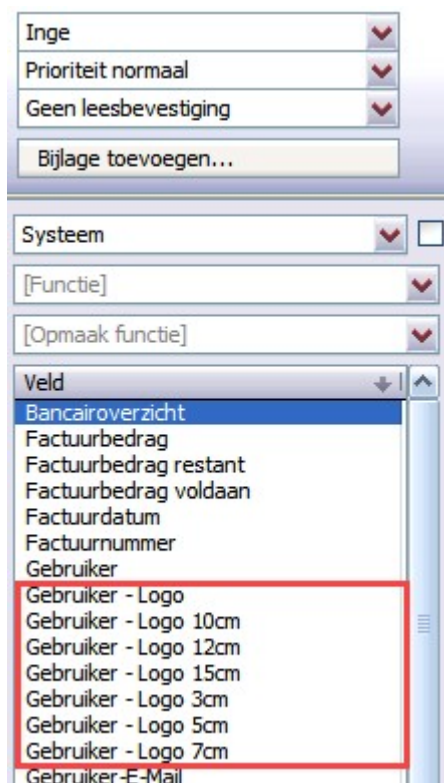 Inge
Prioriteit normaal
Geen leesbevestiging
Bijlage toevoegen...
Systeem
[Functie]
[Opmaak functie]
Veld
Bancairoverzicht
Factuurbedrag
Factuurbedrag restant
Factuurbedrag voldaan
Factuurdatum
Factuurnummer
Gebruiker
Gebruiker - Logo
Gebruiker - Logo 10cm
Gebruiker - Logo 12cm
Gebruiker - Logo 15cm
Gebruiker - Logo 3cm
Gebruiker - Logo 5cm
Gebruiker - Logo 7cm
Gebruiker-E-Mail